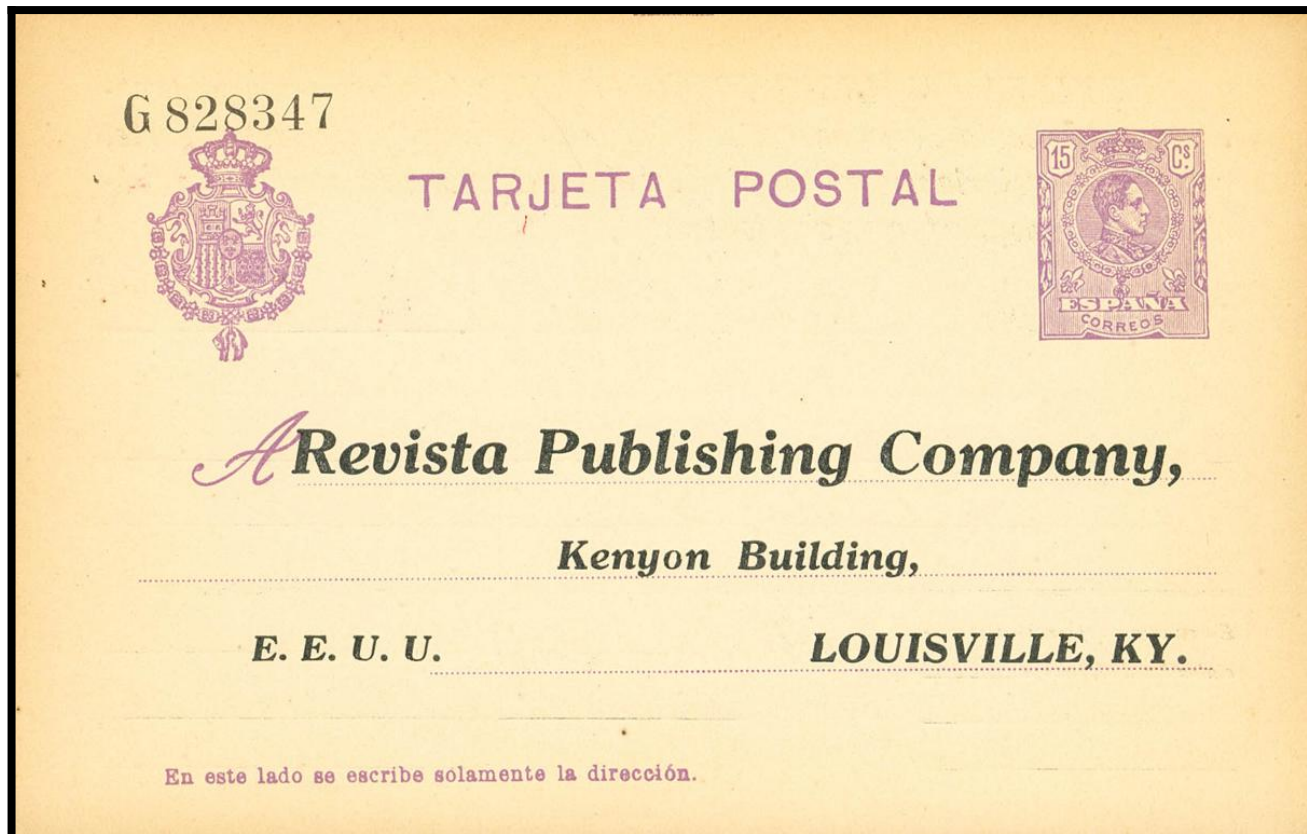 G 828347
TARJETA POSTAL
15 Cs.
ESPAÑA
CORREOS
A Revista Publishing Company,
Kenyon Building,
E. E. U. U. LOUISVILLE, KY.
En este lado se escribe solamente la dirección.